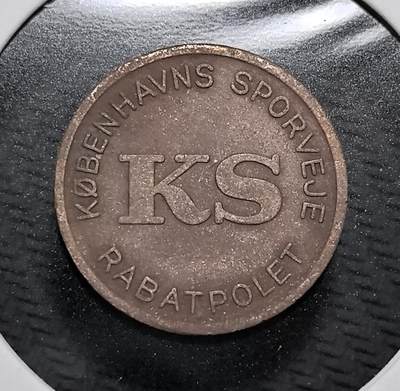 KØBENHAVNS SPORVEJE
KS
RABATPOLET